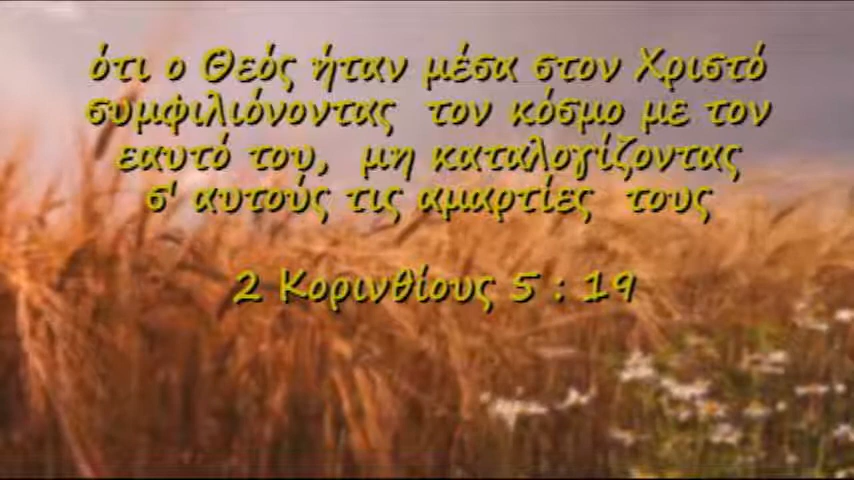 ότι ο Θεός ήταν μέσα στον Χριστό
συμφιλιόνοντας τον κόσμο με τον
εαυτό του, μη καταλογίζοντας
σ' αυτούς τις αμαρτίες τους
2 Κορινθίους 5 : 19